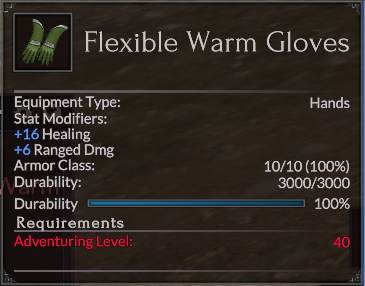 Flexible Warm Gloves
Equipment Type: Hands
Stat Modifiers:
+16 Healing
+6 Ranged Dmg
Armor Class: 10/10 (100%)
Durability: 3000/3000
Durability 100%
Requirements
Adventuring Level: 40